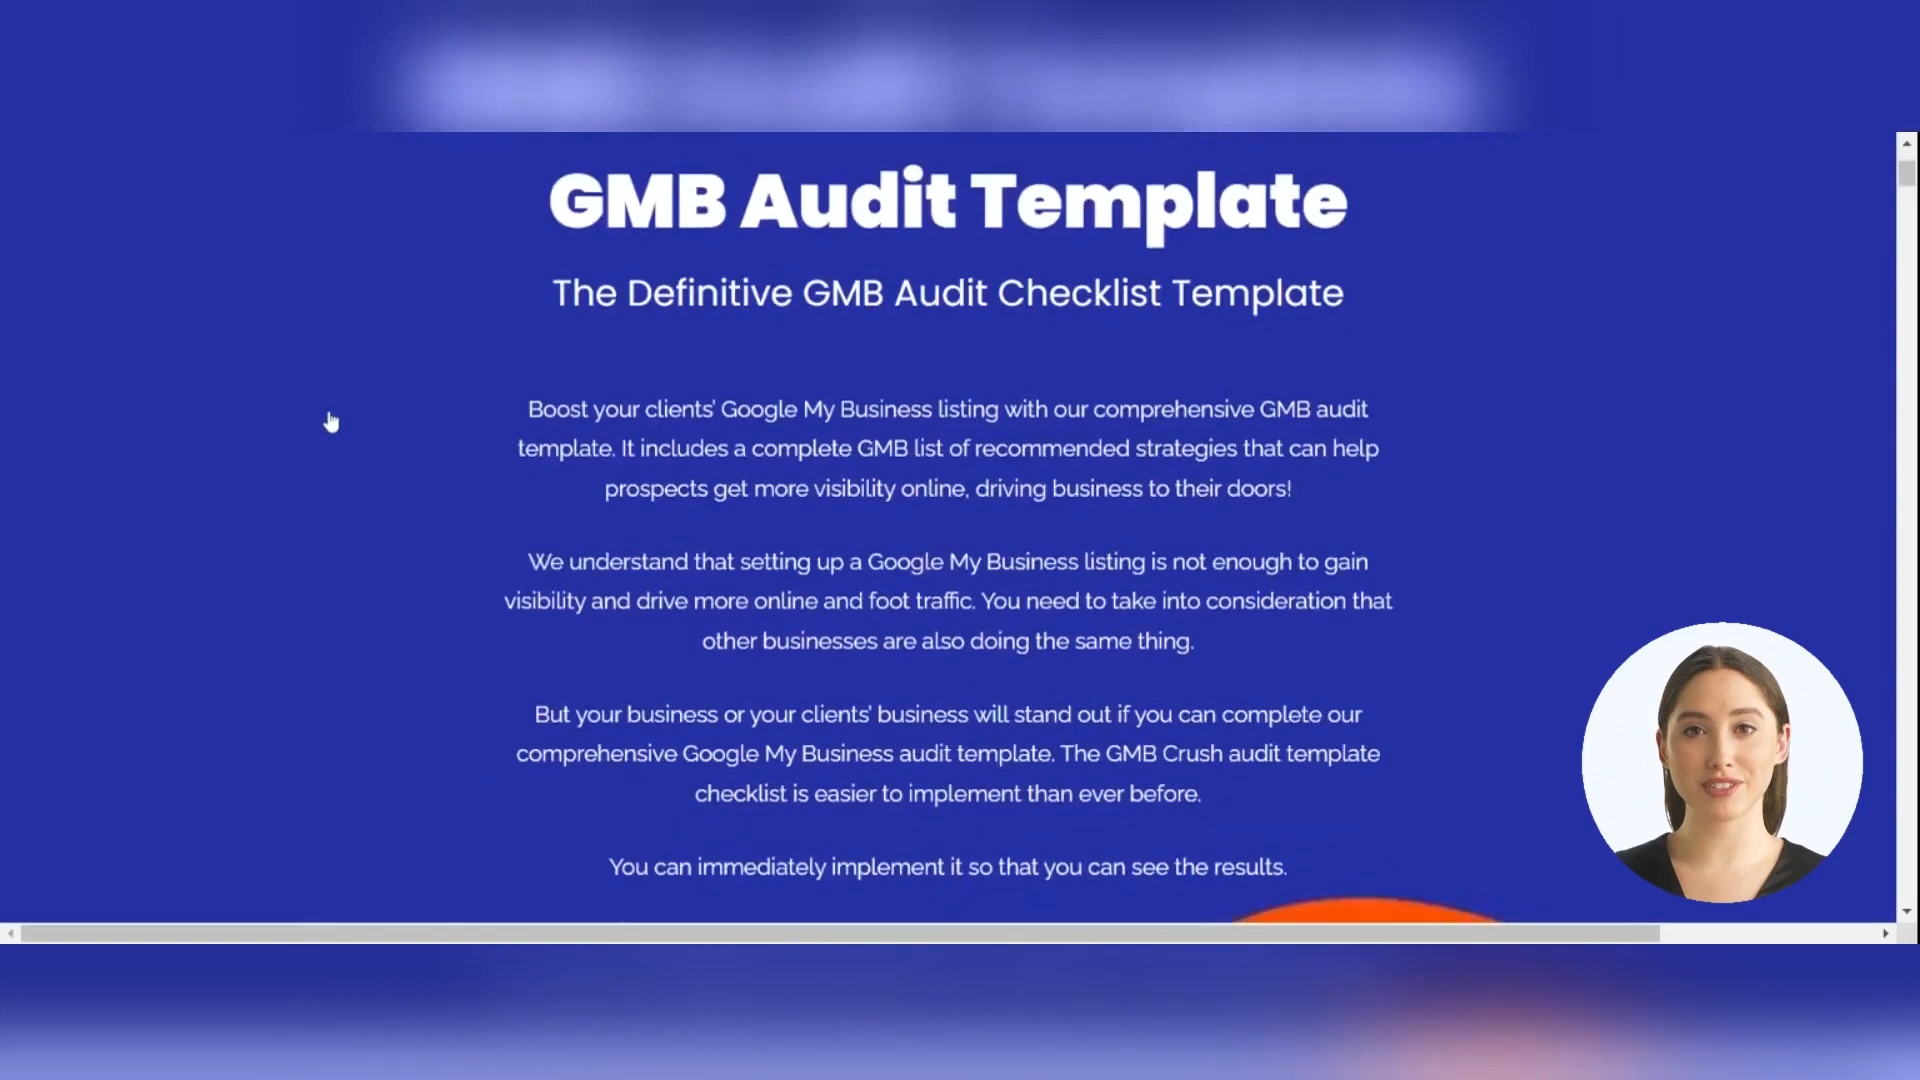 GMB Audit Template
The Definitive GMB Audit Checklist Template
Boost your clients' Google My Business listing with our comprehensive GMB audit
template. It includes a complete GMB list of recommended strategies that can help
prospects get more visibility online, driving business to their doors!
We understand that setting up a Google My Business listing is not enough to gain
visibility and drive more online and foot traffic. You need to take into consideration that
other businesses are also doing the same thing.
But your business or your clients' business will stand out if you can complete our
comprehensive Google My Business audit template. The GMB Crush audit template
checklist is easier to implement than ever before.
You can immediately implement it so that you can see the results.